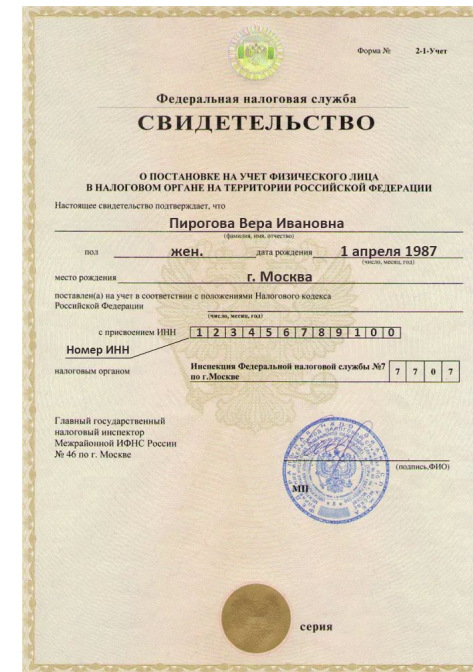 Форма № 2-1-Учет
Федеральная налоговая служба
СВИДЕТЕЛЬСТВО
О ПОСТАНОВКЕ НА УЧЕТ ФИЗИЧЕСКОГО ЛИЦА
В НАЛОГОВОМ ОРГАНЕ НА ТЕРРИТОРИИ РОССИЙСКОЙ ФЕДЕРАЦИИ
Настоящее свидетельство подтверждает, что
Пирогова Вера Ивановна
(фамилия, имя, отчество)
пол жен. дата рождения 1 апреля 1987
(число, месяц, год)
место рождения г. Москва
поставлен(а) на учет в соответствии с положениями Налогового кодекса
Российской Федерации
(число, месяц, год)
с присвоением ИНН 1 2 3 4 5 6 7 8 9 1 0 0
Номер ИНН
налоговым органом Инспекция Федеральной налоговой службы №7 7 7 0 7
по г.Москве
Главный государственный
налоговый инспектор
Межрайонной ИФНС России
№ 46 по г. Москве
(подпись,ФИО)
МП
серия